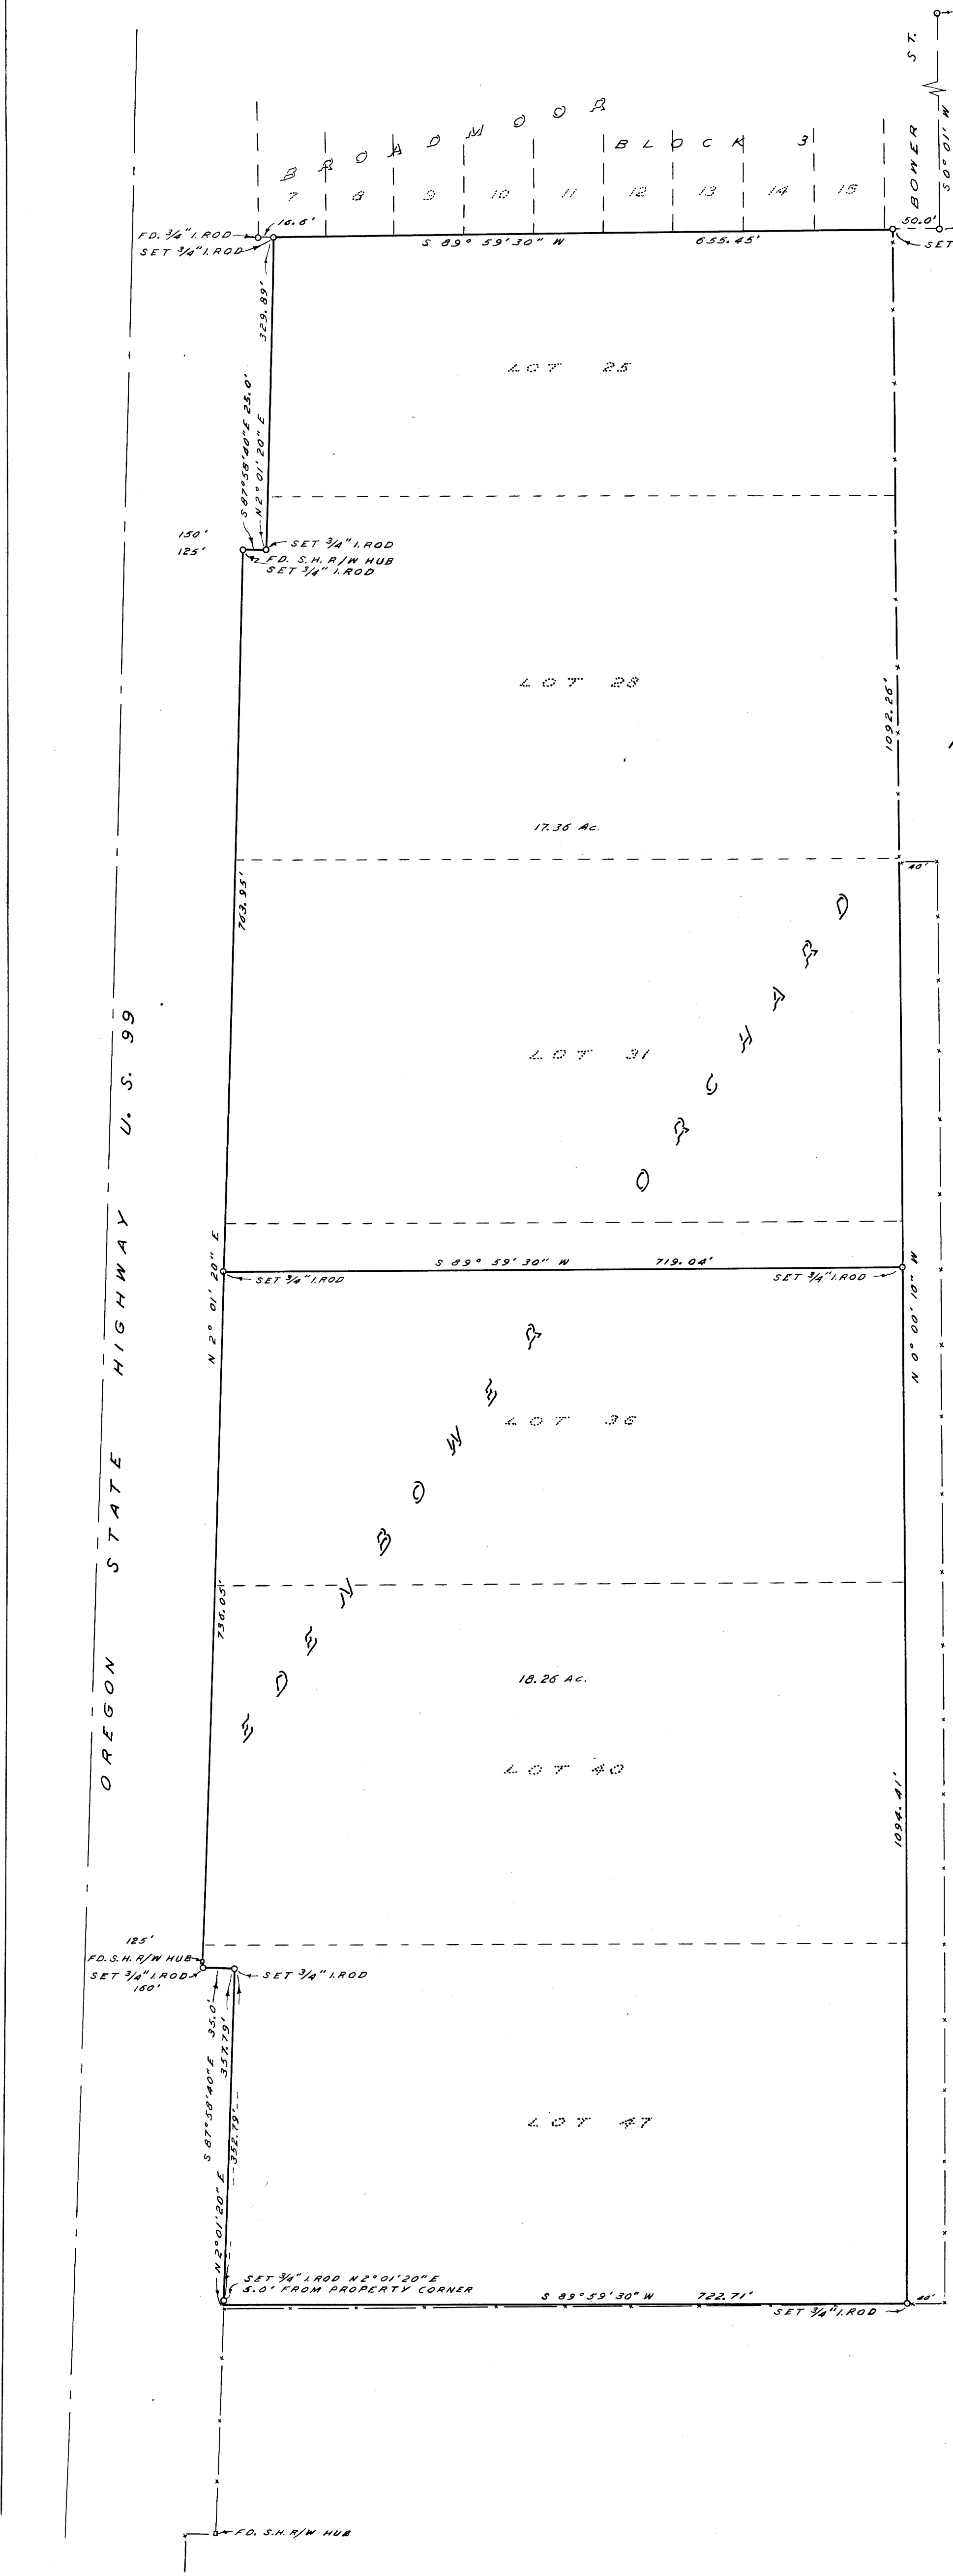 BOWER ST.
S 0° 01' W
BROADMOOR
BLOCK 3
7 8 9 10 11 12 13 14 15
16.6'
50.0'
FD. 3/4" I. ROD
SET 3/4" I. ROD
S 89° 59' 30" W 655.45'
SET
329.89'
LOT 25
S 87° 58' 40" E 25.0'
N 2° 01' 20" E
150'
125'
SET 3/4" I. ROD
FD. S.H. R/W HUB
SET 3/4" I. ROD
LOT 28
1092.26'
17.36 Ac.
40'
763.95'
OREGON STATE HIGHWAY U.S. 99
LOT 31
N 2° 01' 20" E
S 89° 59' 30" W 719.04'
SET 3/4" I. ROD
SET 3/4" I. ROD
N 0° 00' 10" W
LOT 36
736.05'
18.26 Ac.
LOT 40
1094.41'
125'
FD. S.H. R/W HUB
SET 3/4" I. ROD
160'
SET 3/4" I. ROD
S 87° 58' 40" E 35.0'
357.79'
352.79'
LOT 47
N 2° 01' 20" E
SET 3/4" I. ROD N 2° 01' 20" E
5.0' FROM PROPERTY CORNER
S 89° 59' 30" W 722.71'
SET 3/4" I. ROD
40'
FD. S.H. R/W HUB